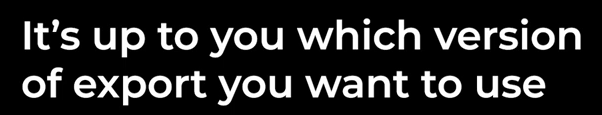 It’s up to you which version
of export you want to use